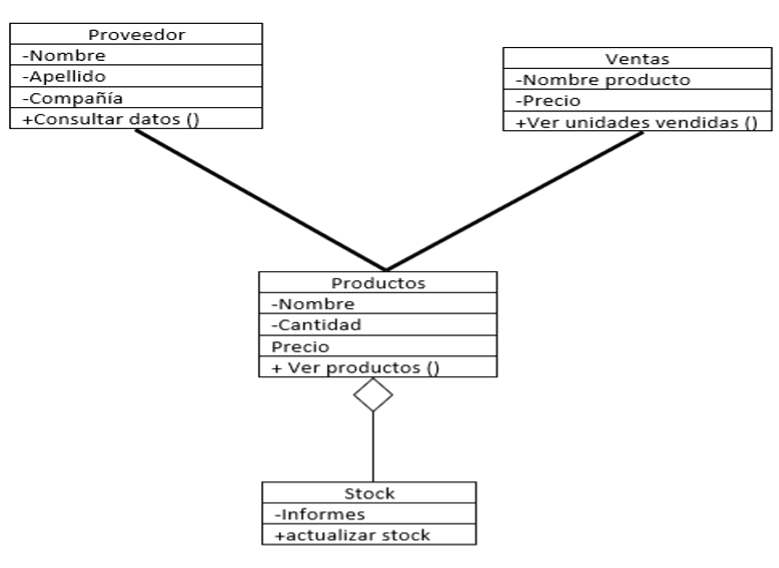 Proveedor
-Nombre
-Apellido
-Compañía
+Consultar datos ()
Ventas
-Nombre producto
-Precio
+Ver unidades vendidas ()
Productos
-Nombre
-Cantidad
Precio
+ Ver productos ()
Stock
-Informes
+actualizar stock